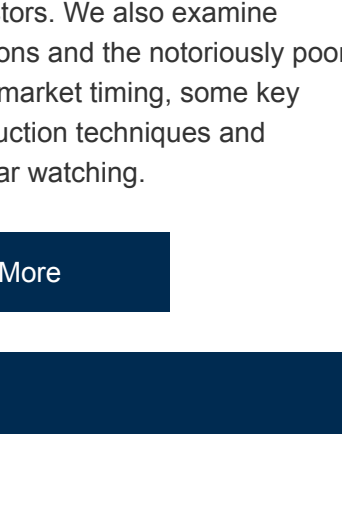 tors. We also examine
ons and the notoriously poor
market timing, some key
uction techniques and
ar watching.
More